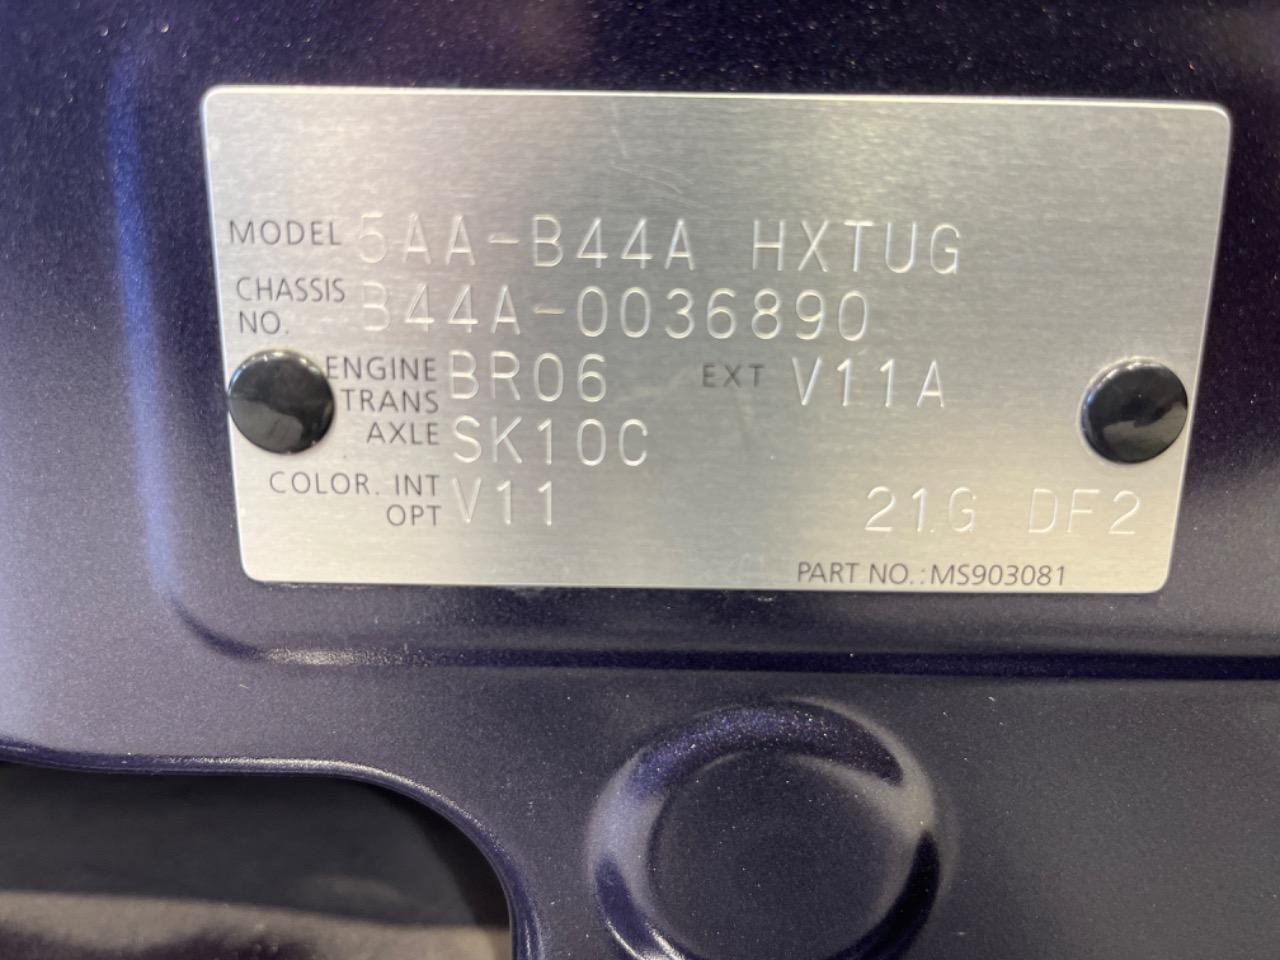 MODEL 5AA-B44A HXTUG
CHASSIS NO. B44A-0036890
ENGINE BR06 EXT V11A
TRANS AXLE SK10C
COLOR. INT OPT V11 21.G DF2
PART NO.: MS903081